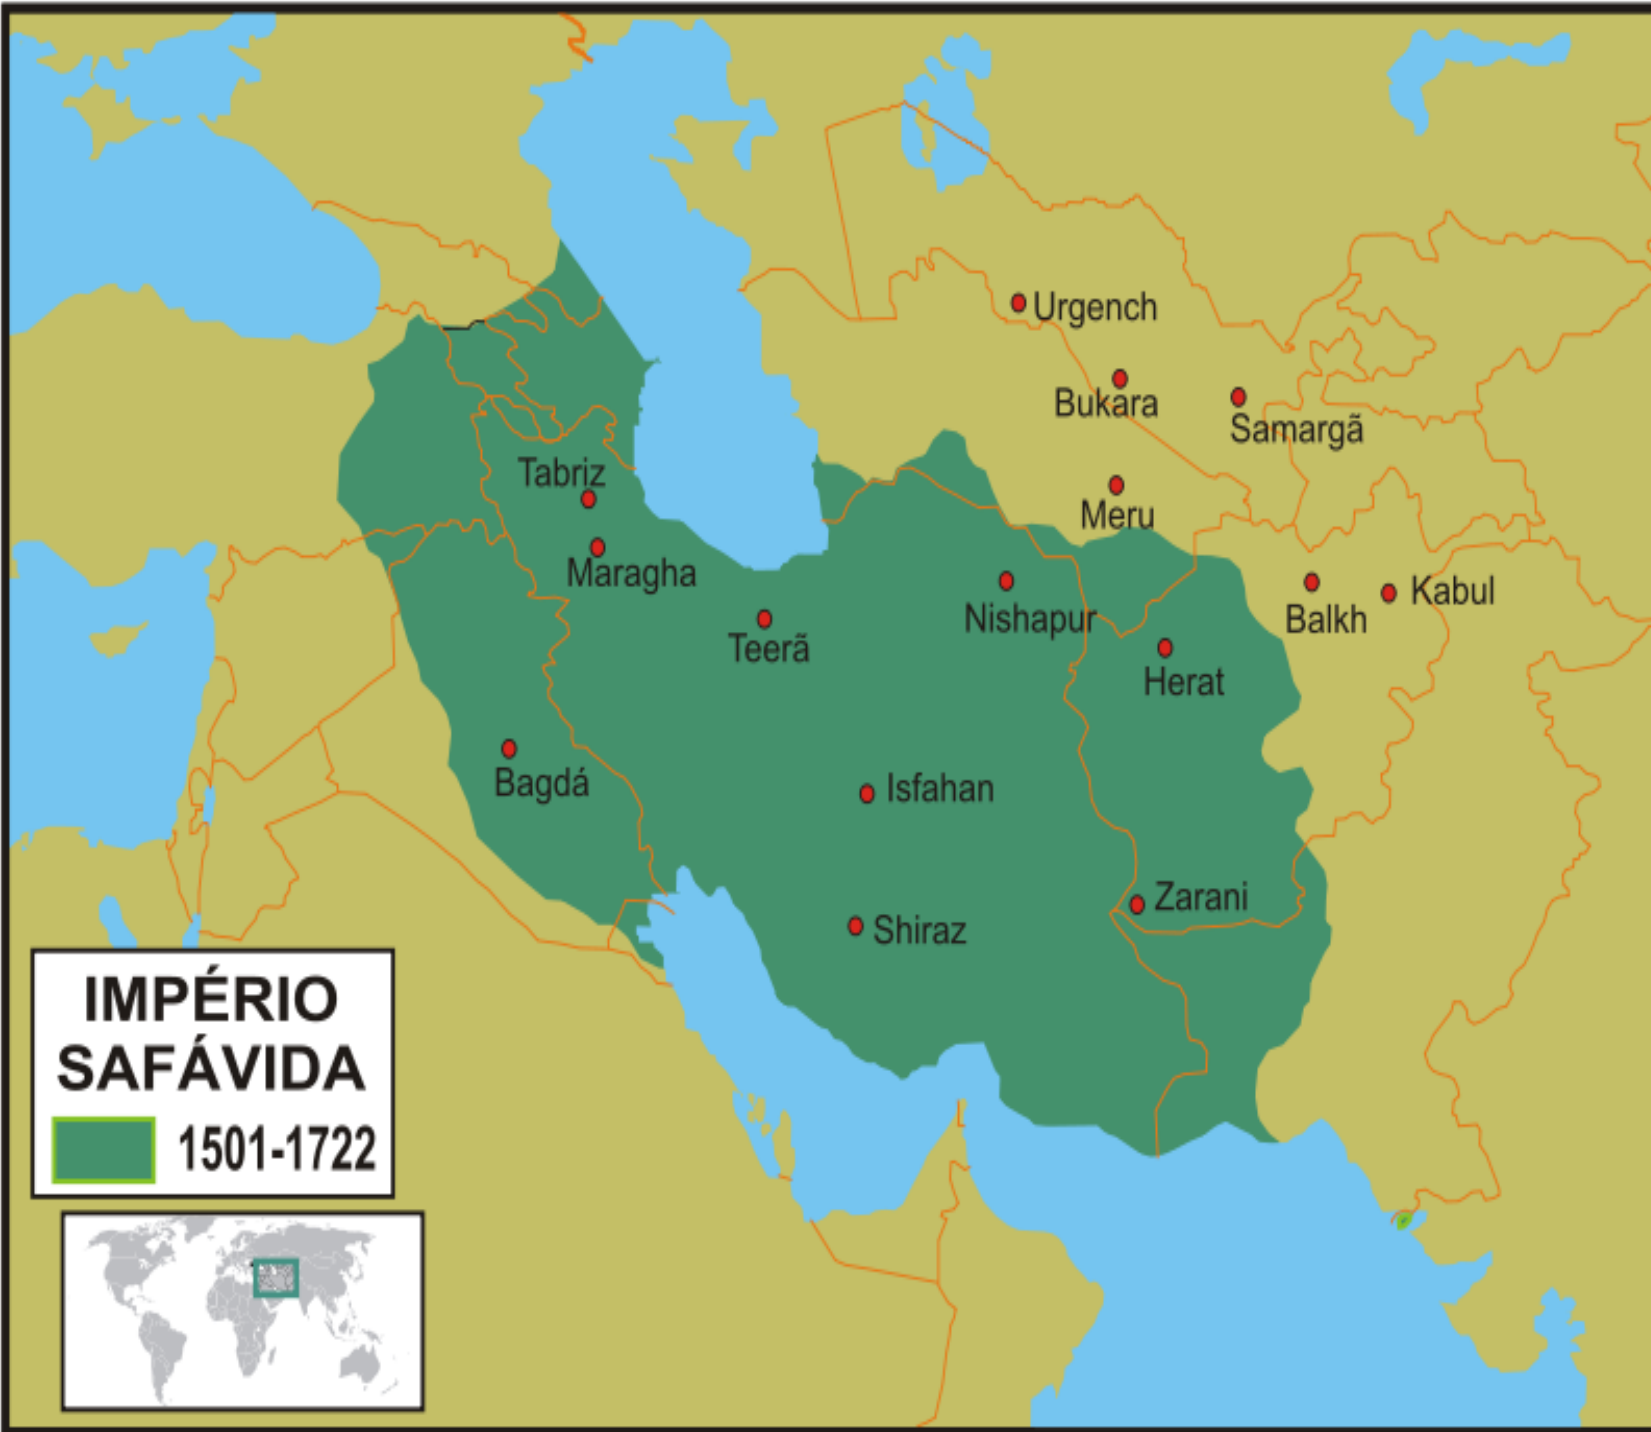 Urgench
Bukara
Samargã
Tabriz
Meru
Maragha
Nishapur
Balkh
Kabul
Teerã
Herat
Bagdá
Isfahan
Zarani
Shiraz
IMPÉRIO
SAFÁVIDA
1501-1722